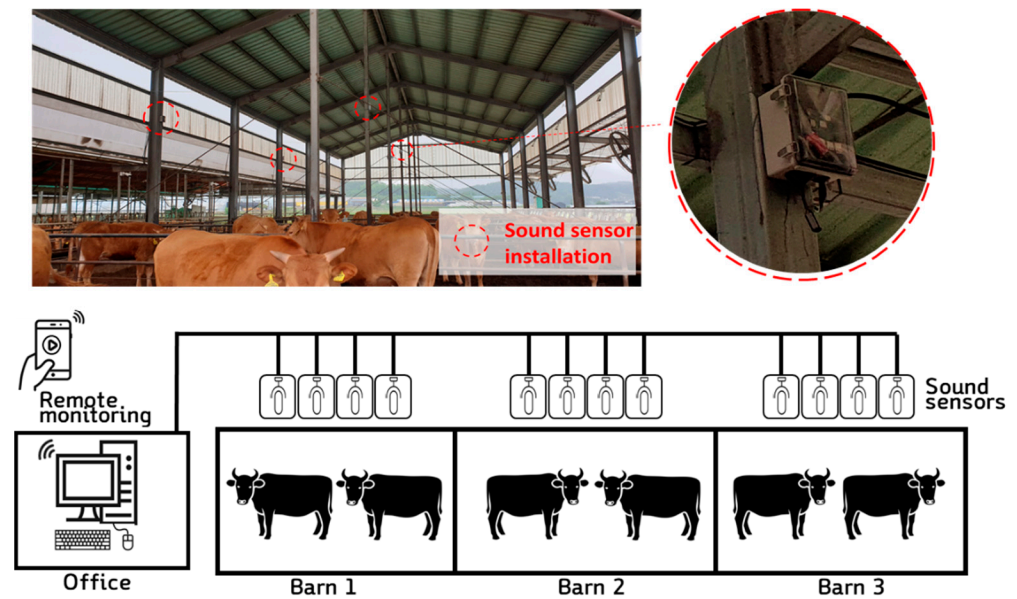 Sound sensor
installation
Remote
monitoring
Sound
sensors
Office
Barn 1
Barn 2
Barn 3